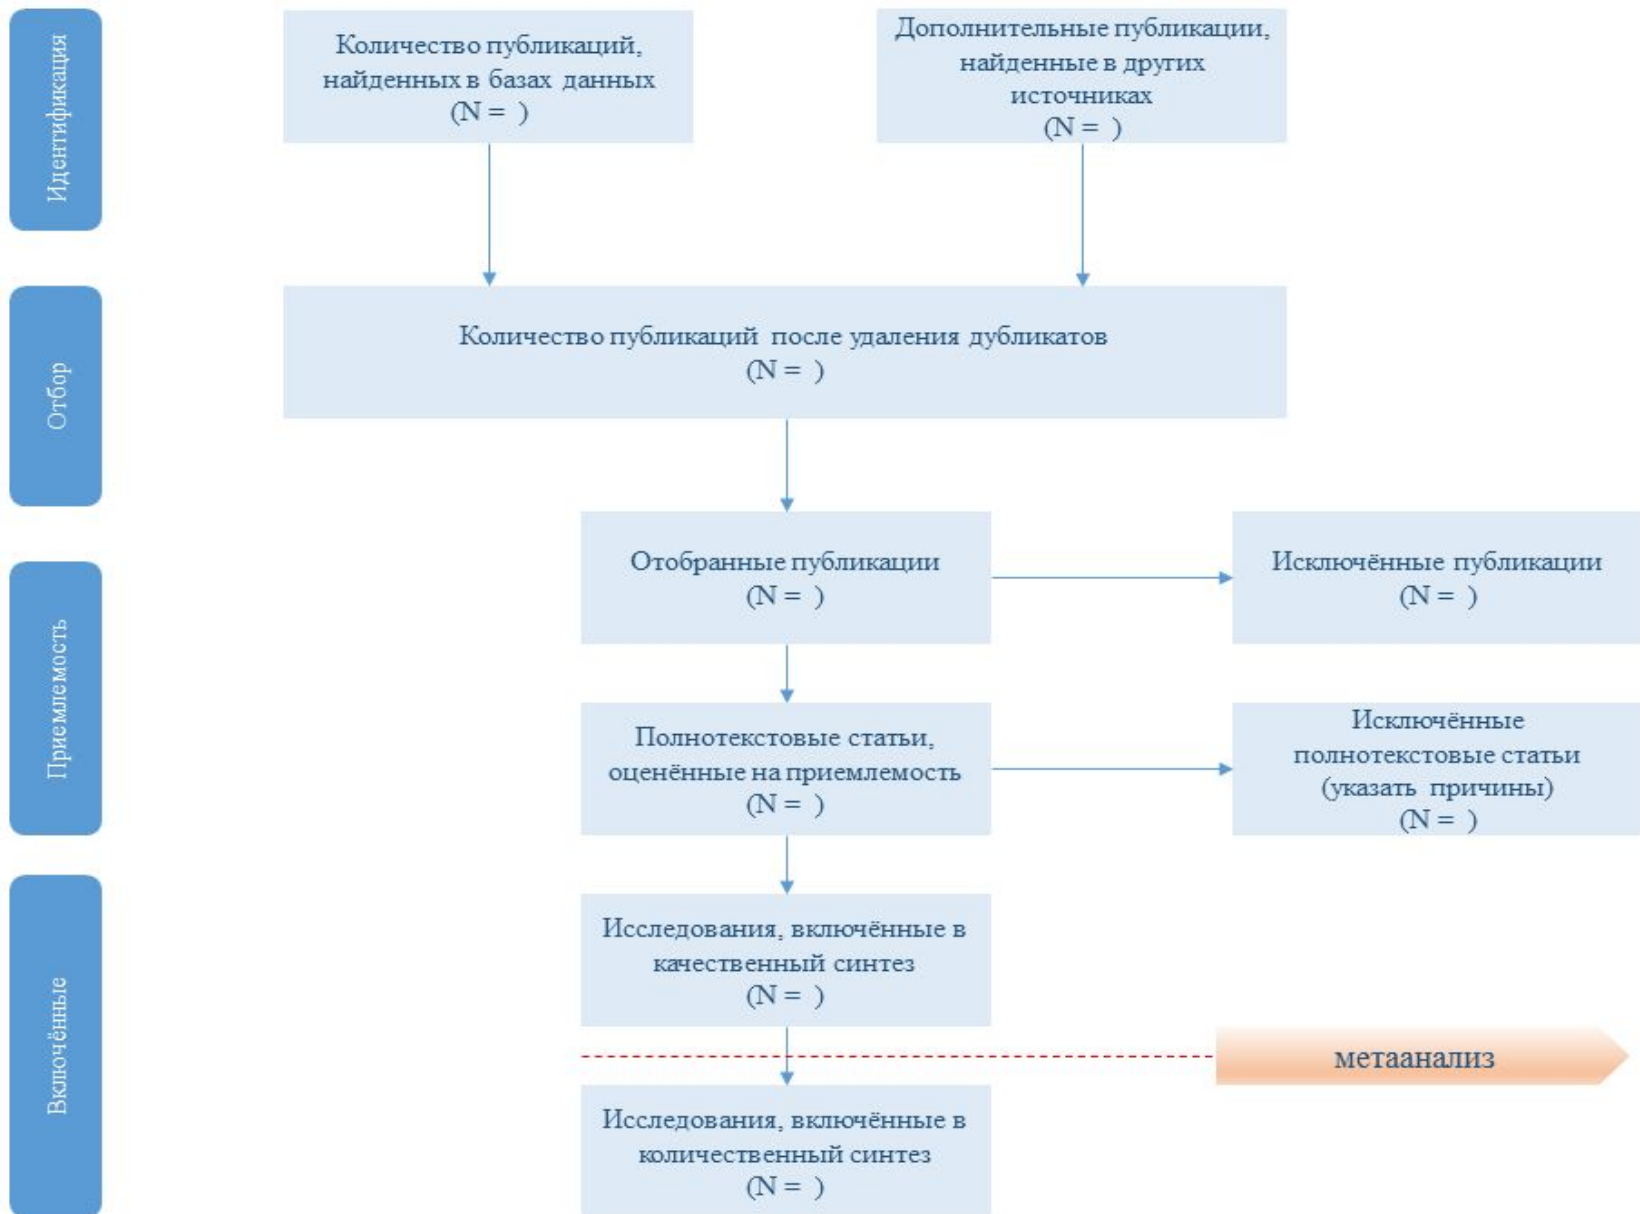 Идентификация
Количество публикаций,
найденных в базах данных
(N = )
Дополнительные публикации,
найденные в других
источниках
(N = )
Отбор
Количество публикаций после удаления дубликатов
(N = )
Приемлемость
Отобранные публикации
(N = )
Исключённые публикации
(N = )
Полнотекстовые статьи,
оценённые на приемлемость
(N = )
Исключённые
полнотекстовые статьи
(указать причины)
(N = )
Включённые
Исследования, включённые в
качественный синтез
(N = )
метаанализ
Исследования, включённые в
количественный синтез
(N = )